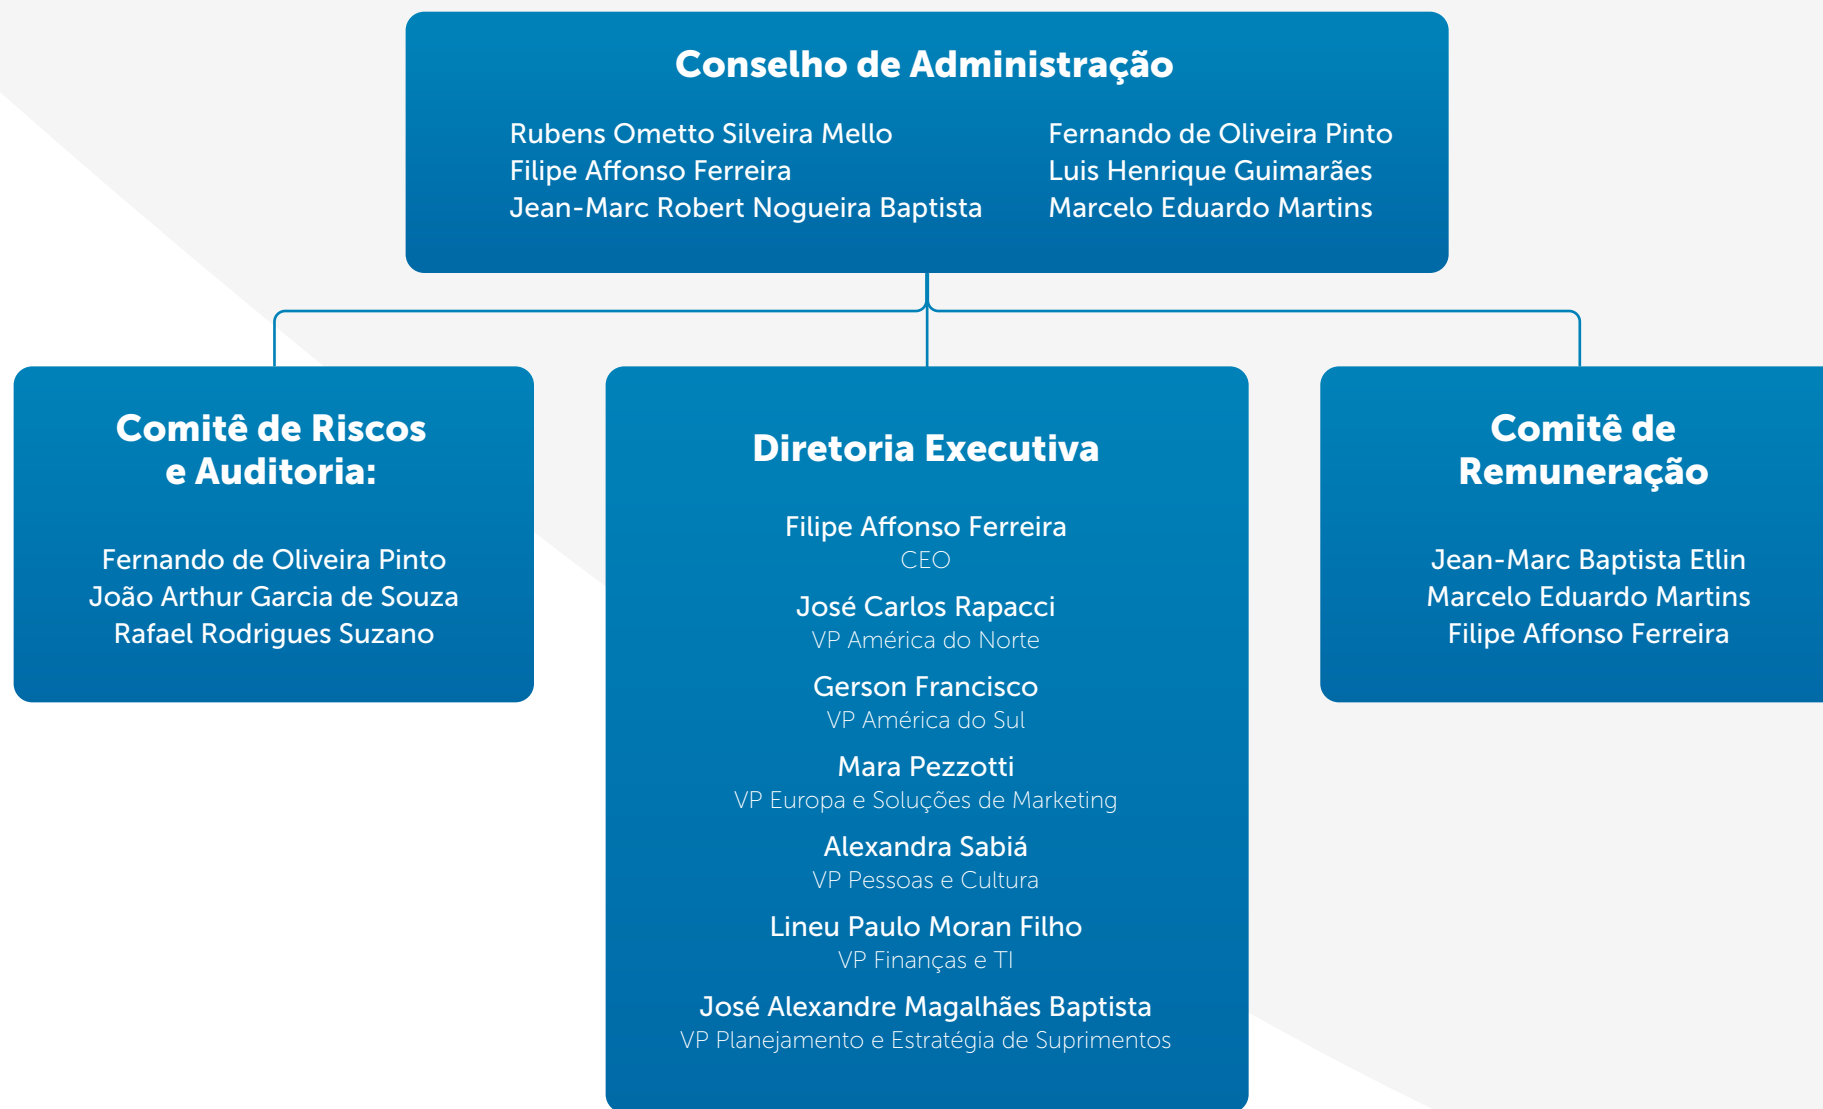 Conselho de Administração
Rubens Ometto Silveira Mello
Filipe Affonso Ferreira
Jean-Marc Robert Nogueira Baptista
Fernando de Oliveira Pinto
Luis Henrique Guimarães
Marcelo Eduardo Martins
Comitê de Riscos
e Auditoria:
Fernando de Oliveira Pinto
João Arthur Garcia de Souza
Rafael Rodrigues Suzano
Diretoria Executiva
Filipe Affonso Ferreira
CEO
José Carlos Rapacci
VP América do Norte
Gerson Francisco
VP América do Sul
Mara Pezzotti
VP Europa e Soluções de Marketing
Alexandra Sabiá
VP Pessoas e Cultura
Lineu Paulo Moran Filho
VP Finanças e TI
José Alexandre Magalhães Baptista
VP Planejamento e Estratégia de Suprimentos
Comitê de
Remuneração
Jean-Marc Baptista Etlin
Marcelo Eduardo Martins
Filipe Affonso Ferreira